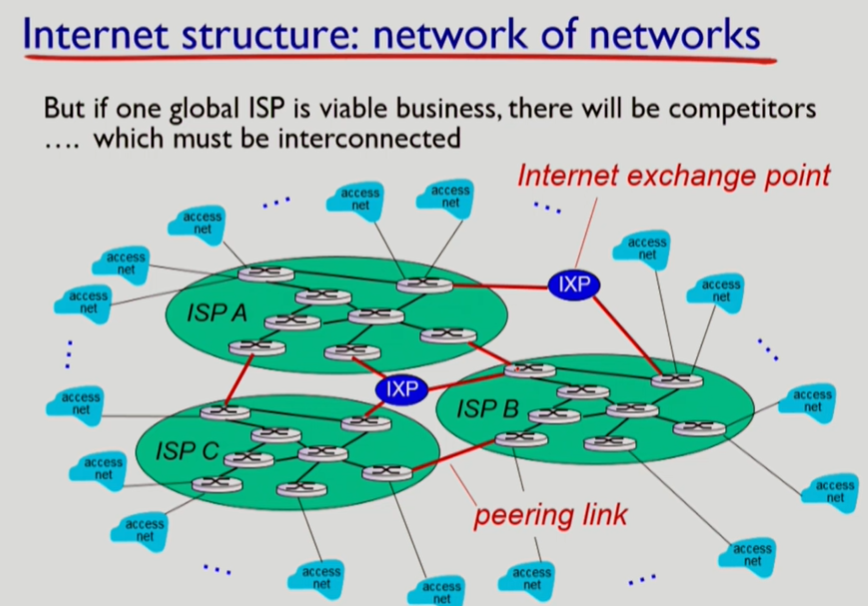 Internet structure: network of networks
But if one global ISP is viable business, there will be competitors
.... which must be interconnected
Internet exchange point
...
access
net
access
net
...
access
net
access
net
access
net
access
net
access
net
IXP
ISP A
...
...
IXP
access
net
ISP B
access
net
ISP C
access
net
access
net
access
net
peering link
access
net
...
access
net
access
net
access
net
...